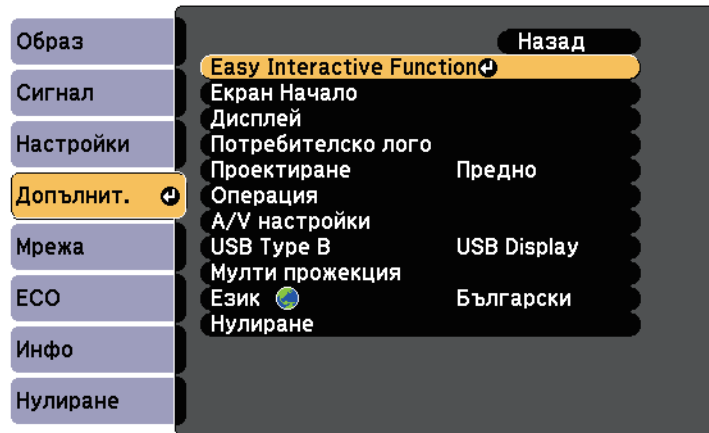 Образ
Сигнал
Настройки
Допълнит.
Мрежа
ECO
Инфо
Нулиране
Назад
Easy Interactive Function
Екран Начало
Дисплей
Потребителско лого
Проектиране Предно
Операция
A/V настройки
USB Type B USB Display
Мулти прожекция
Език Български
Нулиране